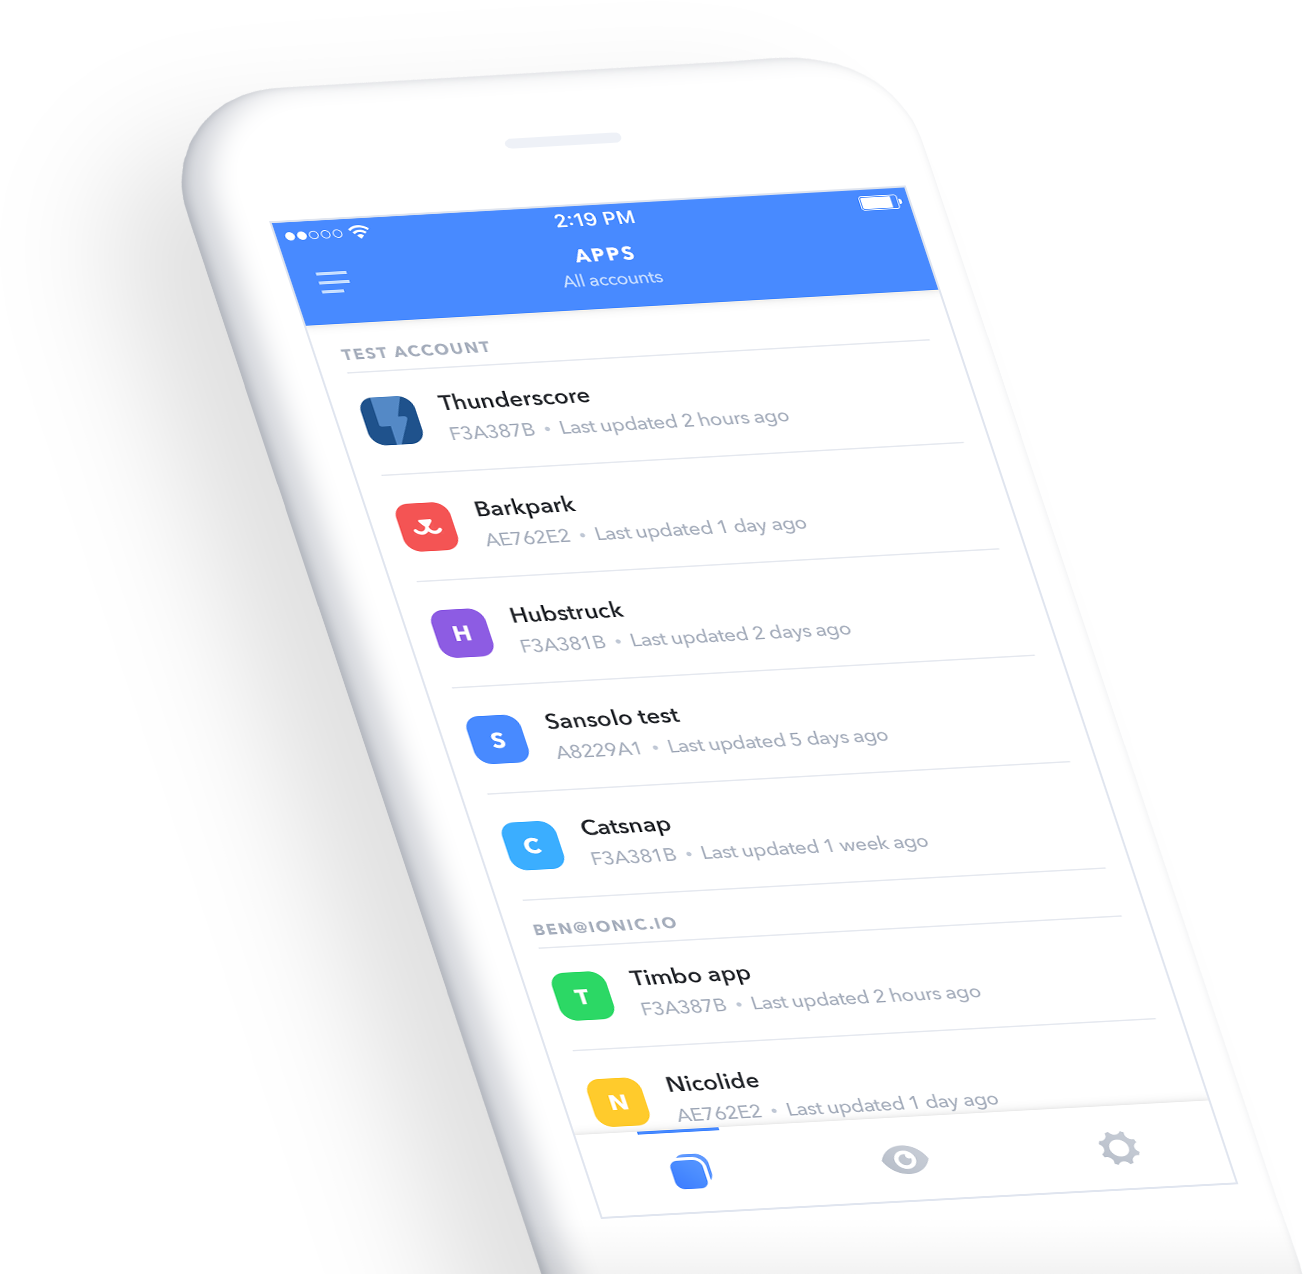 2:19 PM
APPS
All accounts
TEST ACCOUNT
Thunderscore
F3A387B • Last updated 2 hours ago
Barkpark
AE762E2 • Last updated 1 day ago
H
Hubstruck
F3A381B • Last updated 2 days ago
S
Sansolo test
A8229A1 • Last updated 5 days ago
C
Catsnap
F3A381B • Last updated 1 week ago
BEN@IONIC.IO
T
Timbo app
F3A387B • Last updated 2 hours ago
N
Nicolide
AE762E2 • Last updated 1 day ago